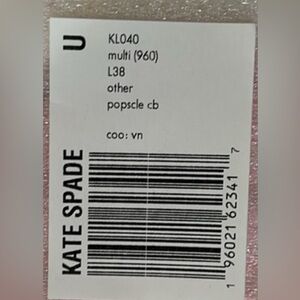 U
KL040
multi (960)
L38
other
popscle cb
coo: vn
KATE SPADE
1 96021 62341 7